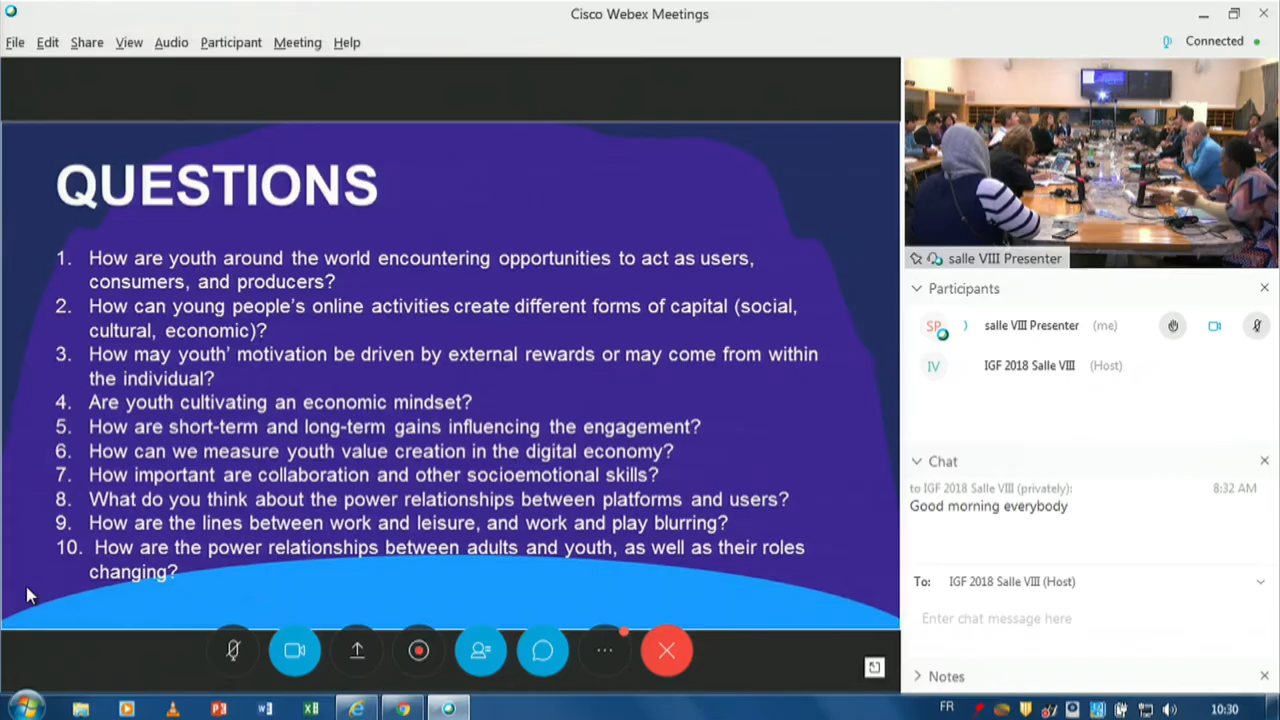 Cisco Webex Meetings
File Edit Share View Audio Participant Meeting Help
Connected
QUESTIONS
1. How are youth around the world encountering opportunities to act as users,
consumers, and producers?
2. How can young people's online activities create different forms of capital (social,
cultural, economic)?
3. How may youth' motivation be driven by external rewards or may come from within
the individual?
4. Are youth cultivating an economic mindset?
5. How are short-term and long-term gains influencing the engagement?
6. How can we measure youth value creation in the digital economy?
7. How important are collaboration and other socioemotional skills?
8. What do you think about the power relationships between platforms and users?
9. How are the lines between work and leisure, and work and play blurring?
10. How are the power relationships between adults and youth, as well as their roles
changing?
salle VIII Presenter
Participants
SP salle VIII Presenter (me)
IV IGF 2018 Salle VIII (Host)
Chat
to IGF 2018 Salle VIII (privately): 8:32 AM
Good morning everybody
To: IGF 2018 Salle VIII (Host)
Enter chat message here
Notes
FR 10:30